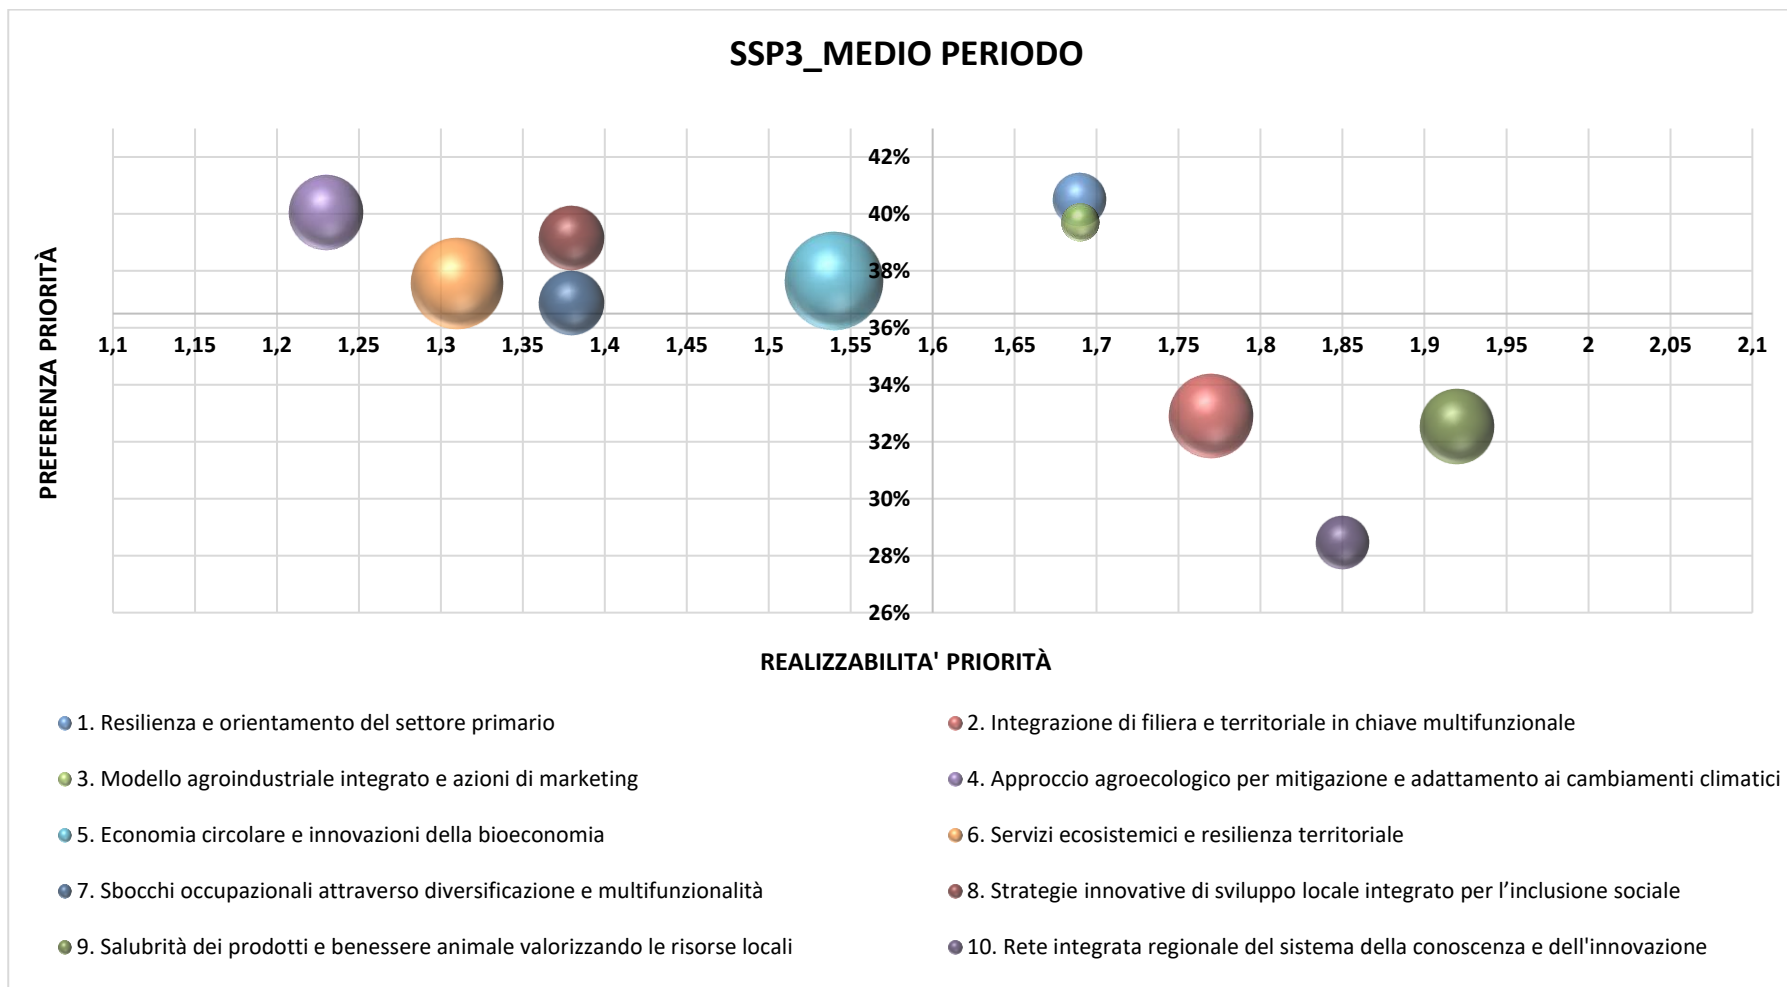 SSP3_MEDIO PERIODO
PREFERENZA PRIORITÀ
42%
40%
38%
36%
1,1 1,15 1,2 1,25 1,3 1,35 1,4 1,45 1,5 1,55 1,6 1,65 1,7 1,75 1,8 1,85 1,9 1,95 2 2,05 2,1
34%
32%
30%
28%
26%
REALIZZABILITA' PRIORITÀ
1. Resilienza e orientamento del settore primario
2. Integrazione di filiera e territoriale in chiave multifunzionale
3. Modello agroindustriale integrato e azioni di marketing
4. Approccio agroecologico per mitigazione e adattamento ai cambiamenti climatici
5. Economia circolare e innovazioni della bioeconomia
6. Servizi ecosistemici e resilienza territoriale
7. Sbocchi occupazionali attraverso diversificazione e multifunzionalità
8. Strategie innovative di sviluppo locale integrato per l’inclusione sociale
9. Salubrità dei prodotti e benessere animale valorizzando le risorse locali
10. Rete integrata regionale del sistema della conoscenza e dell'innovazione